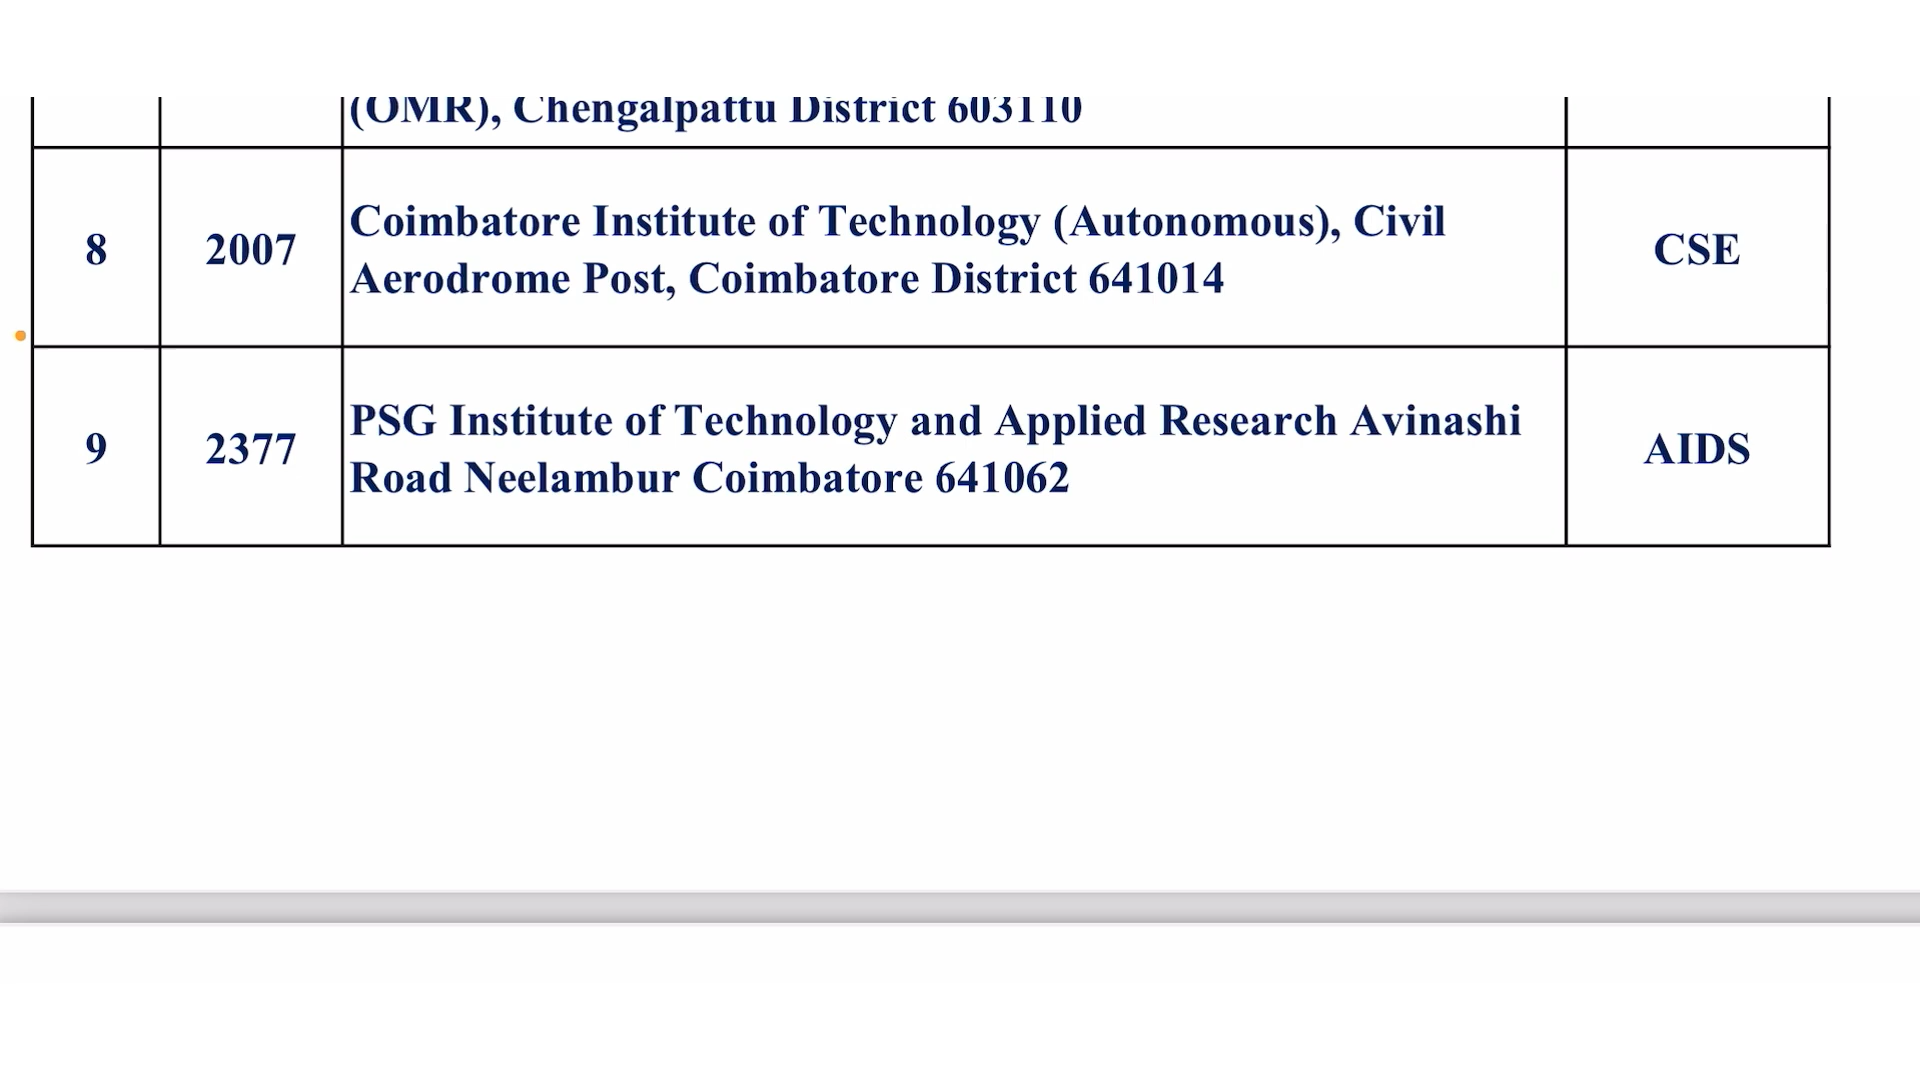 (OMR), Chengalpattu District 603110
8
2007
Coimbatore Institute of Technology (Autonomous), Civil
Aerodrome Post, Coimbatore District 641014
CSE
9
2377
PSG Institute of Technology and Applied Research Avinashi
Road Neelambur Coimbatore 641062
AIDS